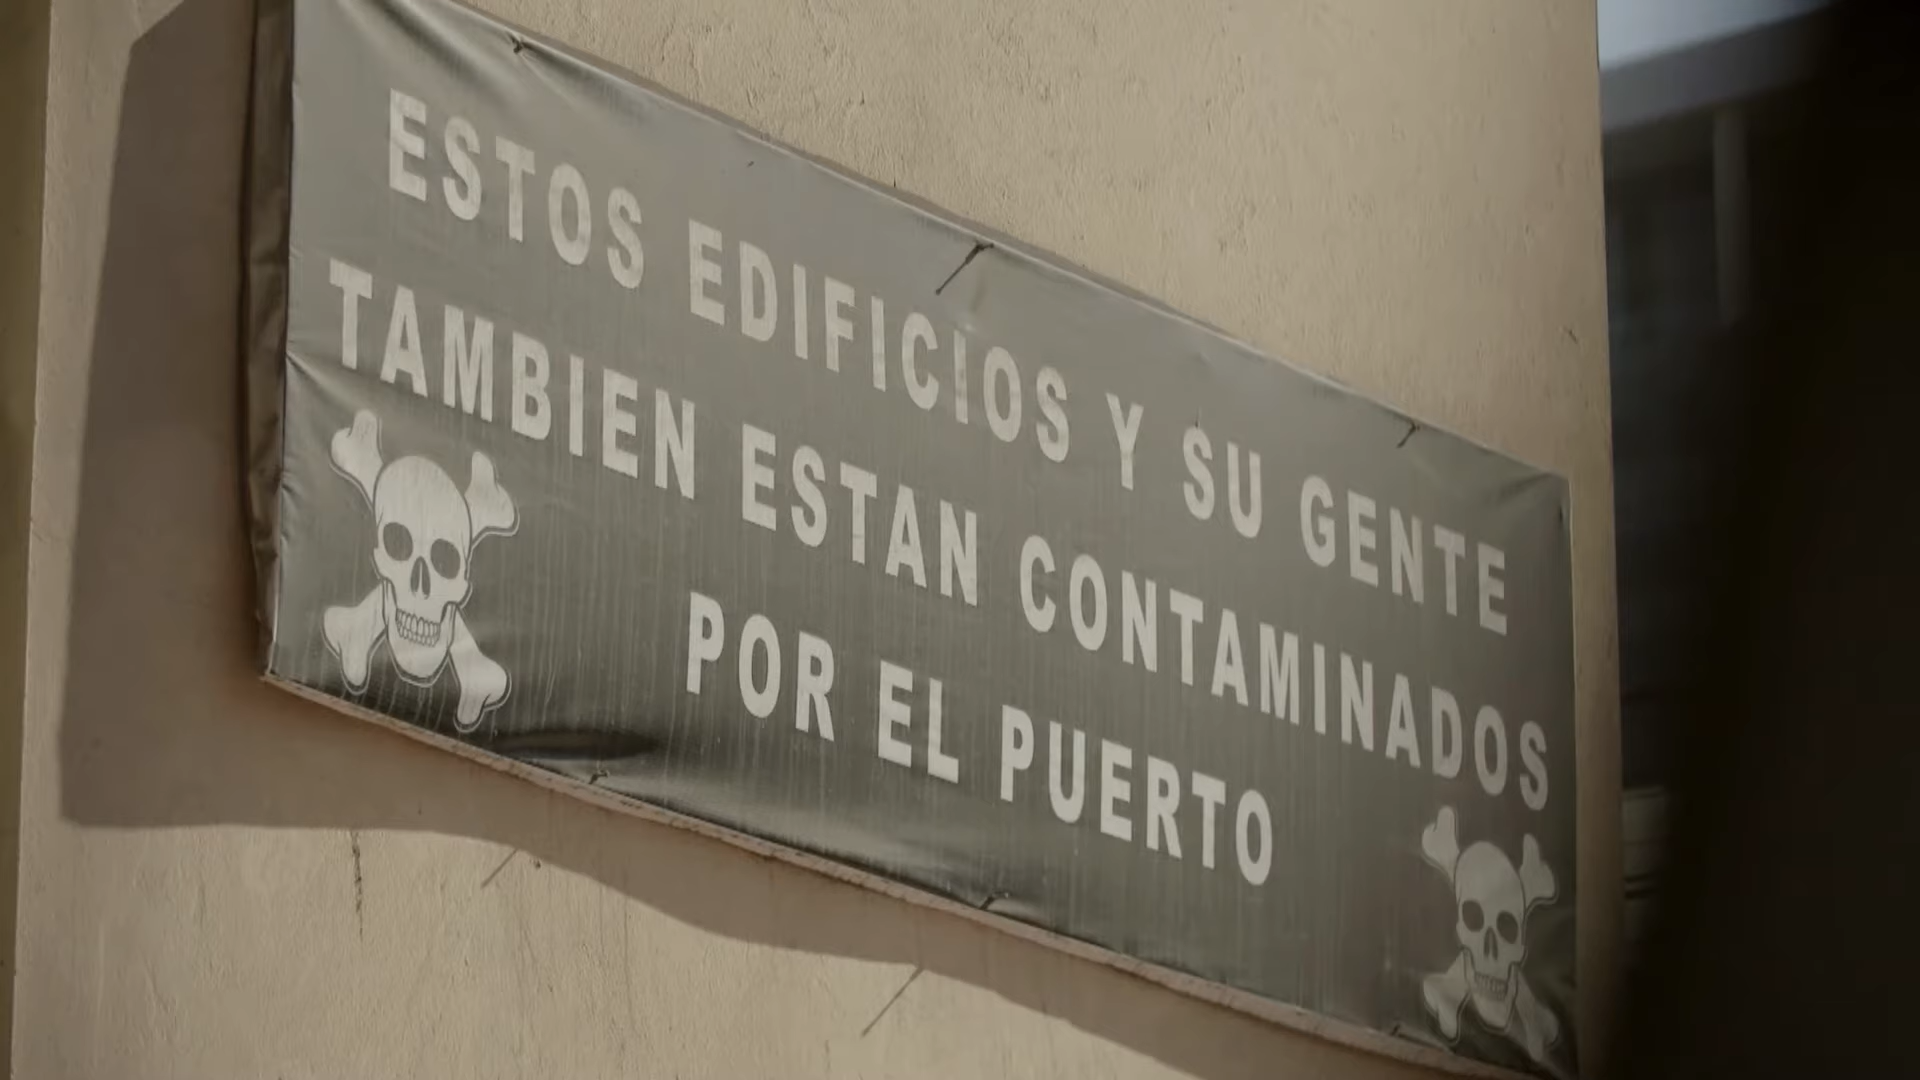 ESTOS EDIFICIOS Y SU GENTE
TAMBIEN ESTAN CONTAMINADOS
POR EL PUERTO